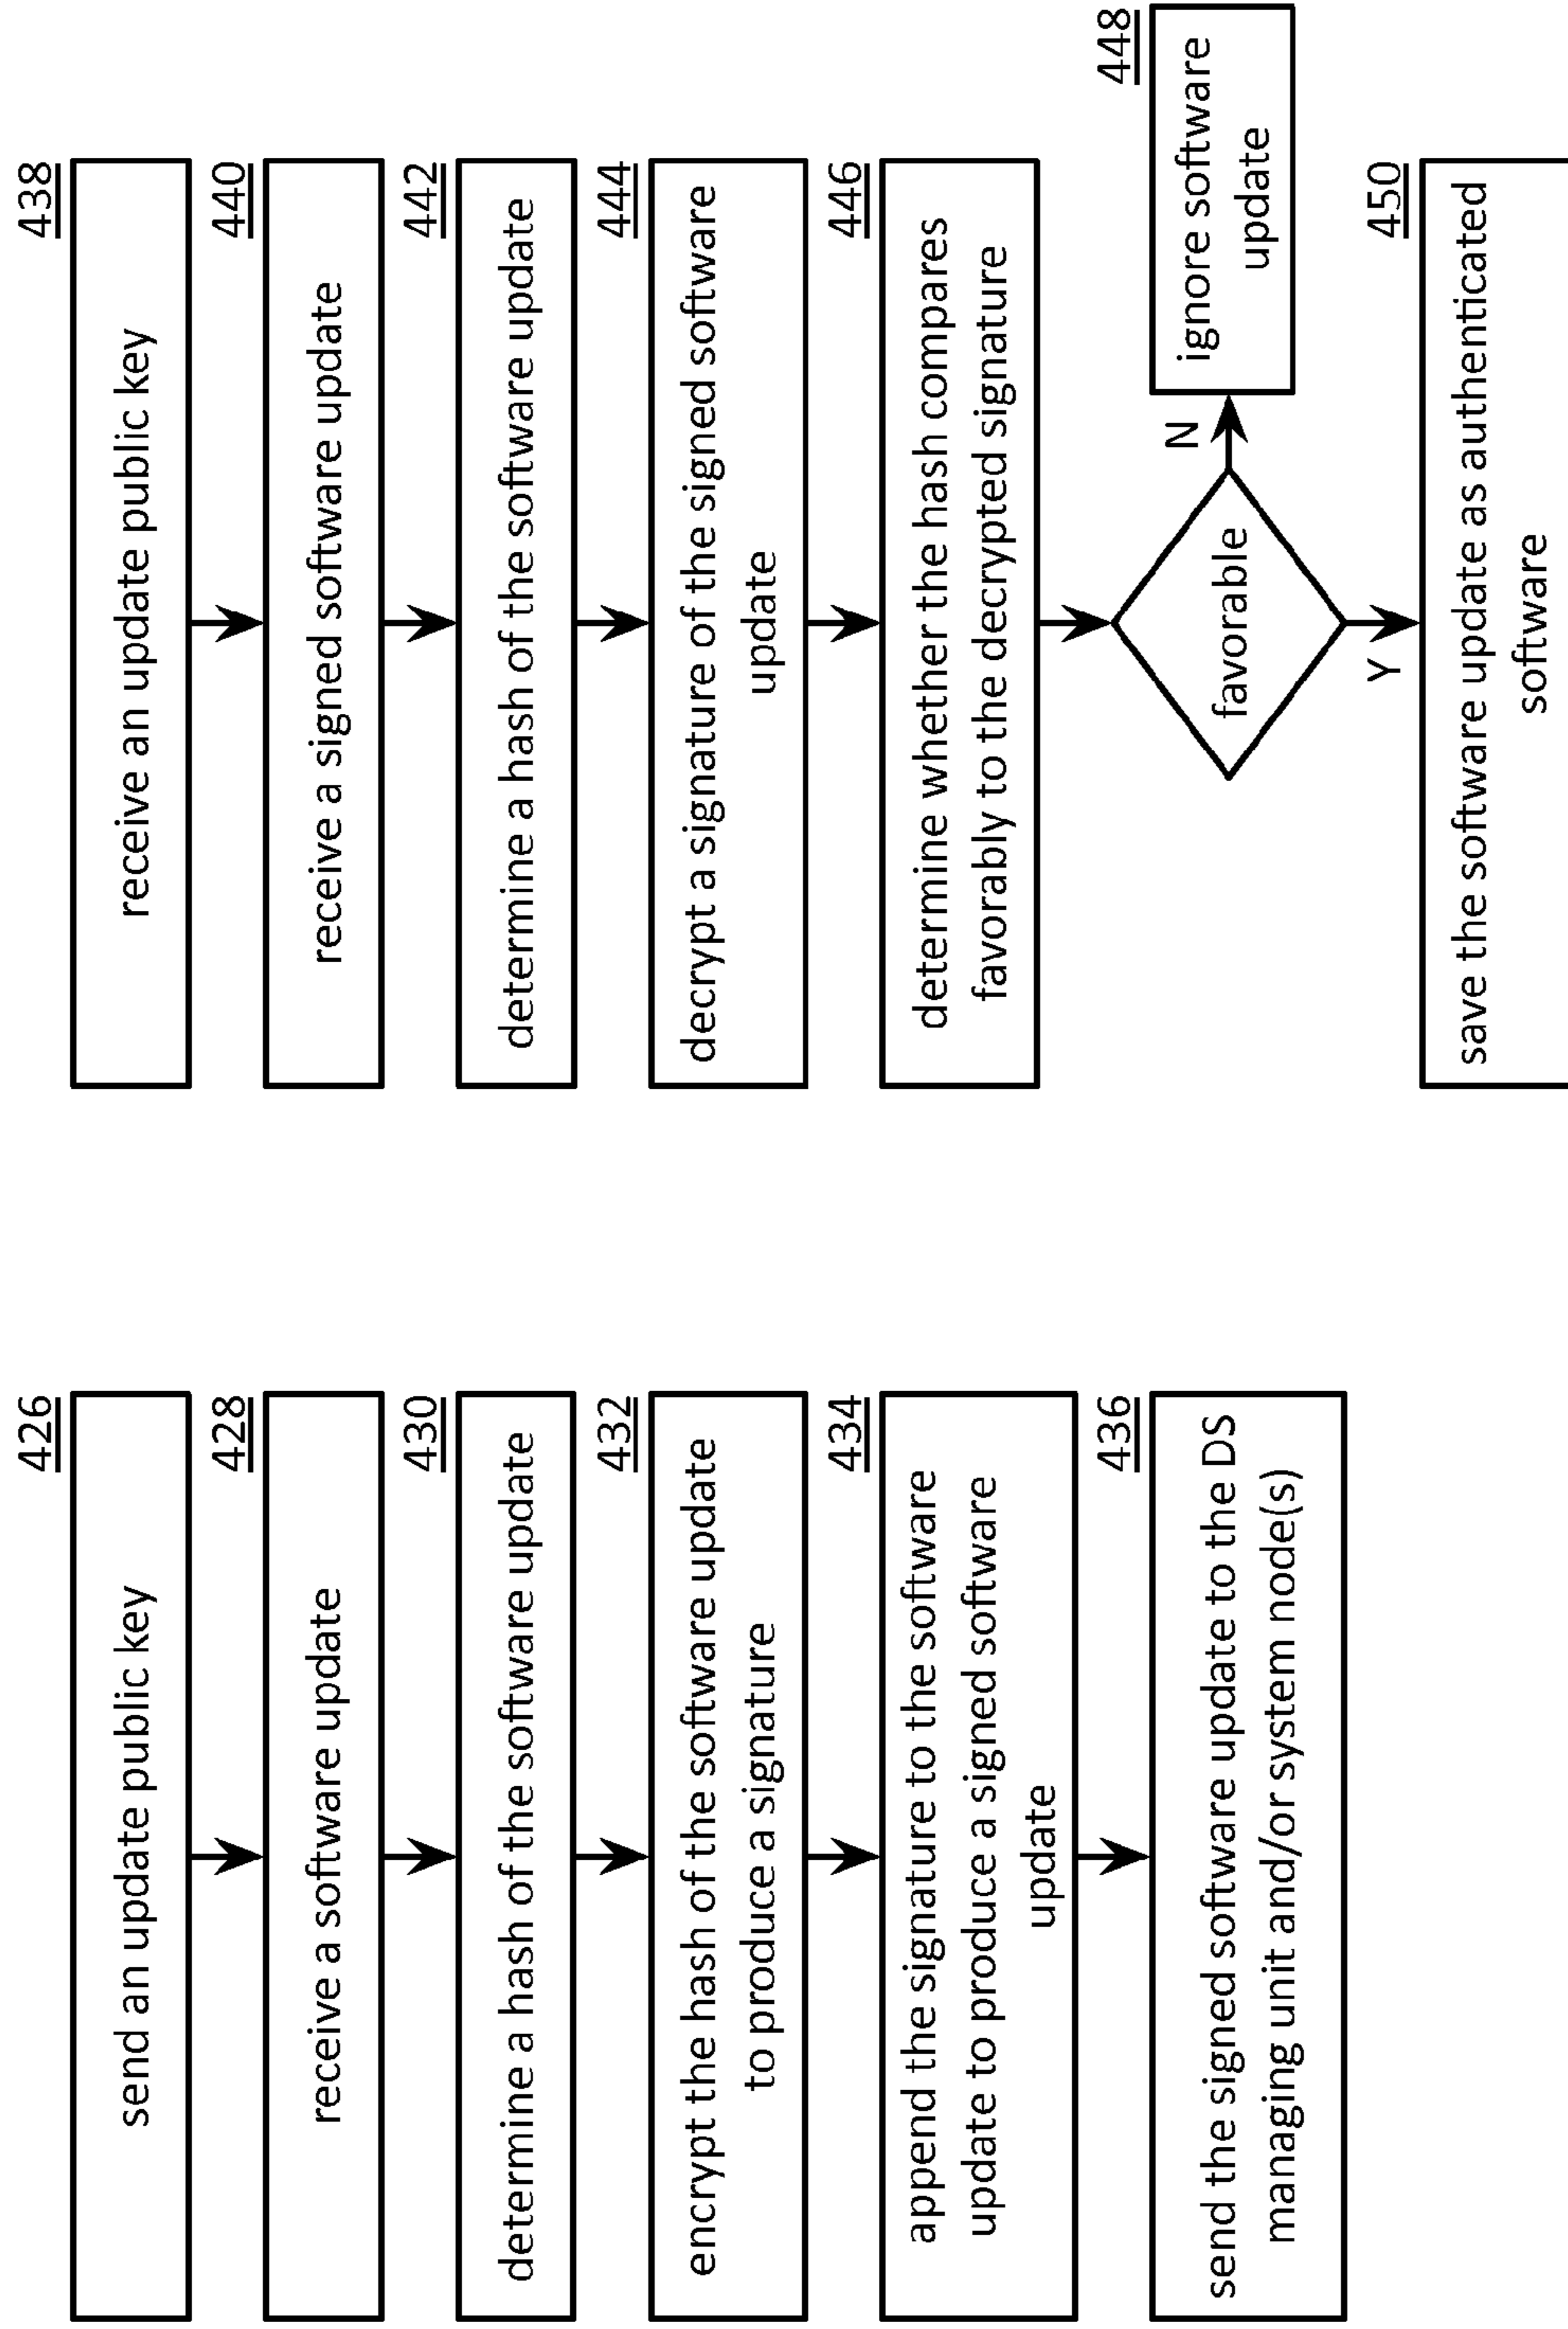 426
send an update public key
428
receive a software update
430
determine a hash of the software update
432
encrypt the hash of the software update
to produce a signature
434
append the signature to the software
update to produce a signed software
update
436
send the signed software update to the DS
managing unit and/or system node(s)
438
receive an update public key
440
receive a signed software update
442
determine a hash of the software update
444
decrypt a signature of the signed software
update
446
determine whether the hash compares
favorably to the decrypted signature
favorable
N
448
ignore software
update
Y
450
save the software update as authenticated
software